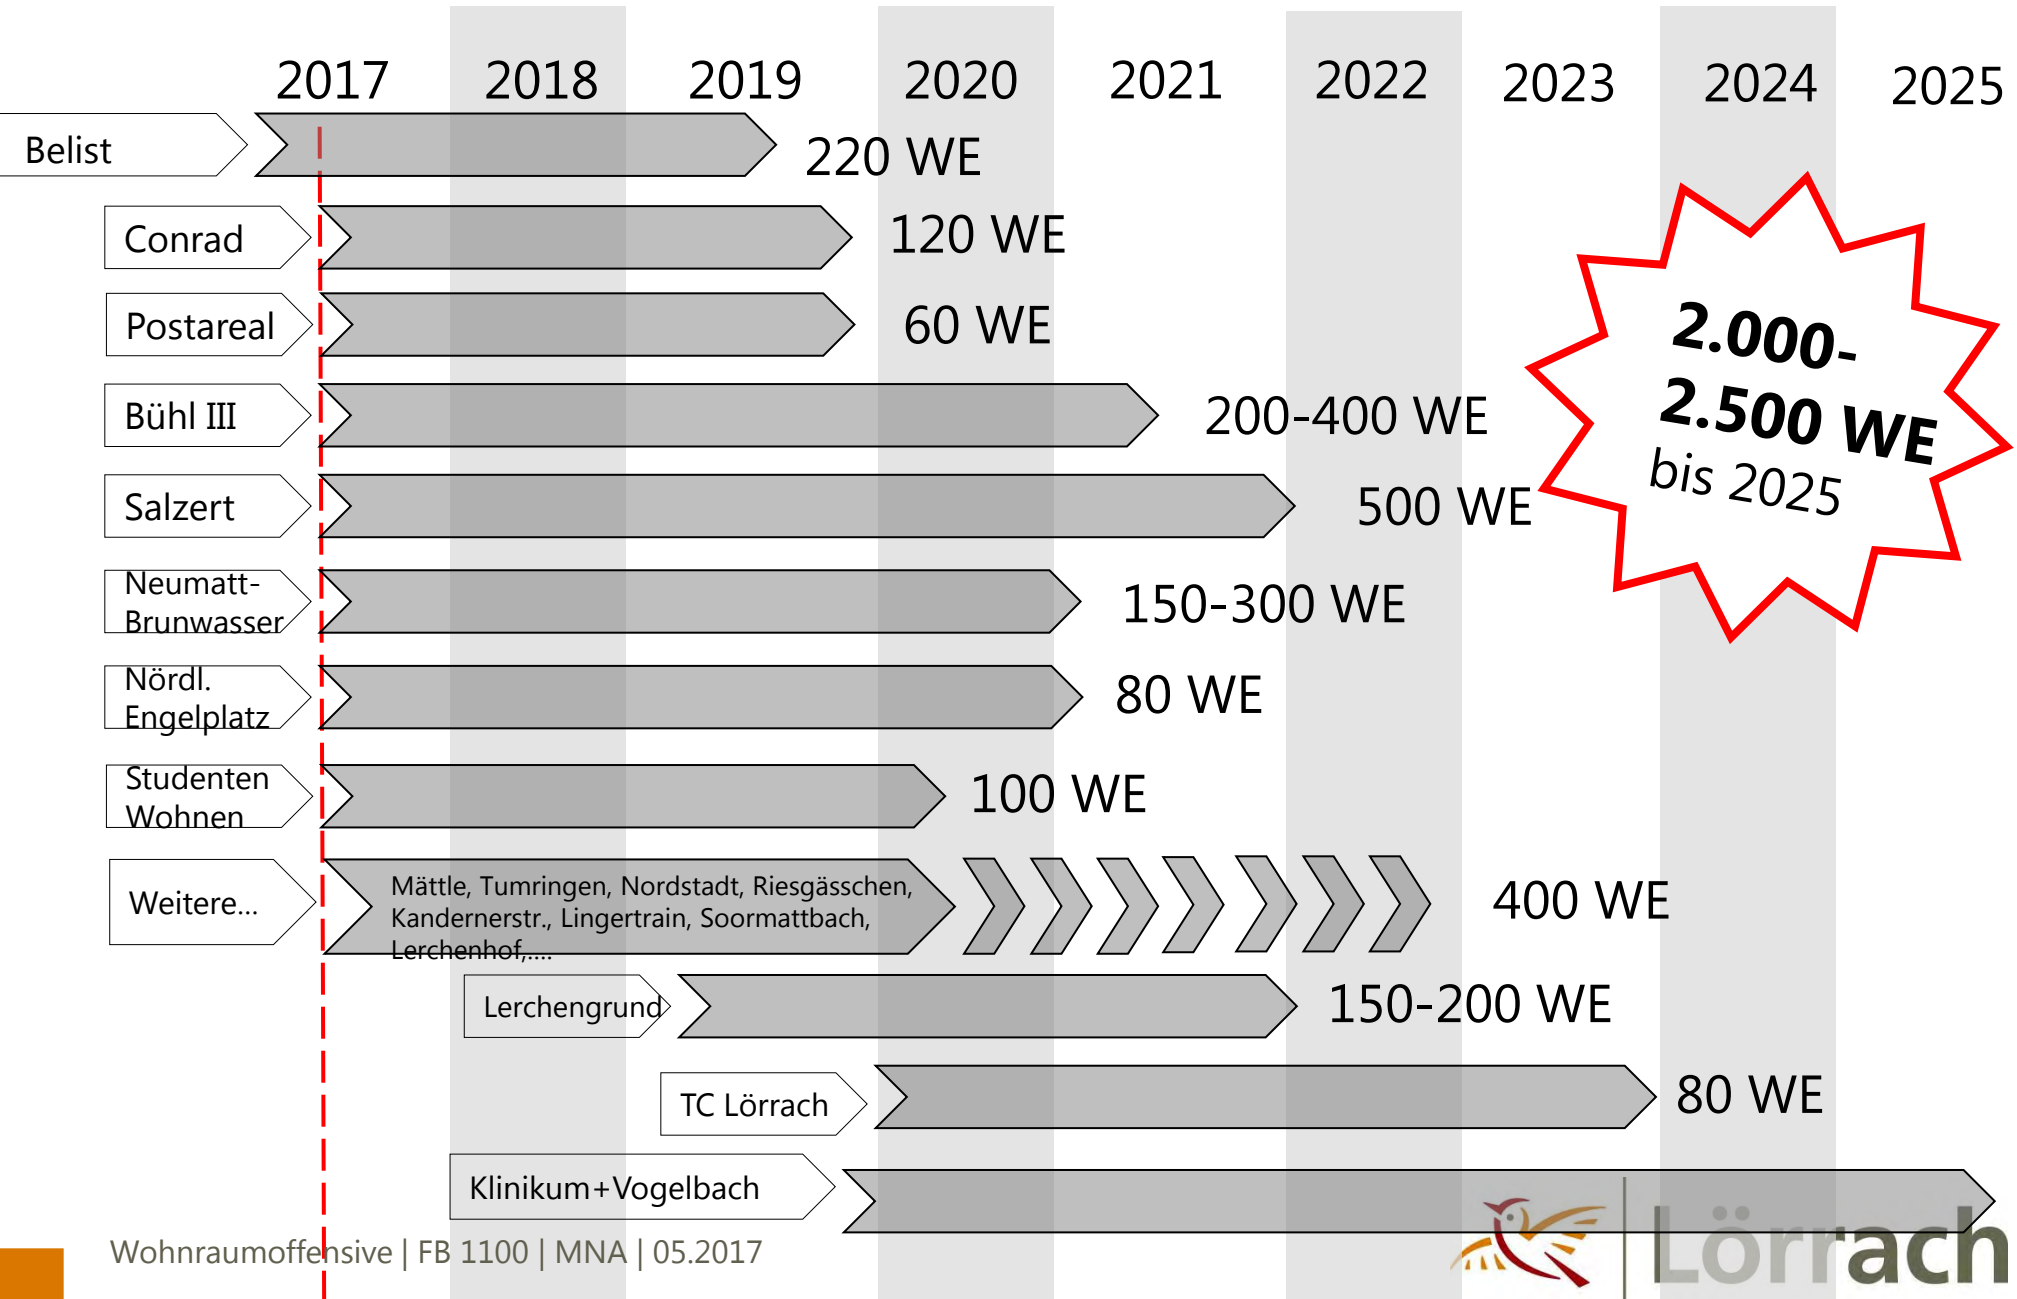 2017 2018 2019 2020 2021 2022 2023 2024 2025
Belist
220 WE
Conrad
120 WE
Postareal
60 WE
Bühl III
200-400 WE
Salzert
500 WE
2.000-
2.500 WE
bis 2025
Neumatt-
Brunwasser
150-300 WE
Nördl.
Engelplatz
80 WE
Studenten
Wohnen
100 WE
Weitere...
Mättle, Tumringen, Nordstadt, Riesgässchen,
Kandernerstr., Lingertrain, Soormattbach,
Lerchenhof,....
400 WE
Lerchengrund
150-200 WE
TC Lörrach
80 WE
Klinikum+Vogelbach
Wohnraumoffensive | FB 1100 | MNA | 05.2017
Lörrach